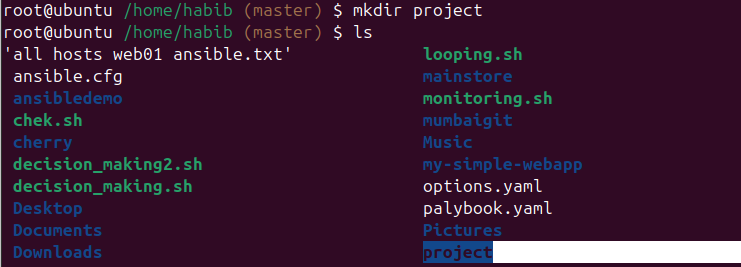 root@ubuntu /home/habib (master) $ mkdir project
root@ubuntu /home/habib (master) $ ls
'all hosts web01 ansible.txt' looping.sh
ansible.cfg mainstore
ansibledemo monitoring.sh
chek.sh mumbaigit
cherry Music
decision_making2.sh my-simple-webapp
decision_making.sh options.yaml
Desktop palybook.yaml
Documents Pictures
Downloads project